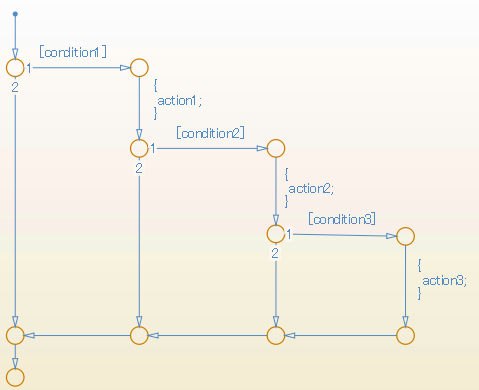 [condition1]
1
2
{
action1;
}
[condition2]
1
2
{
action2;
}
[condition3]
1
2
{
action3;
}